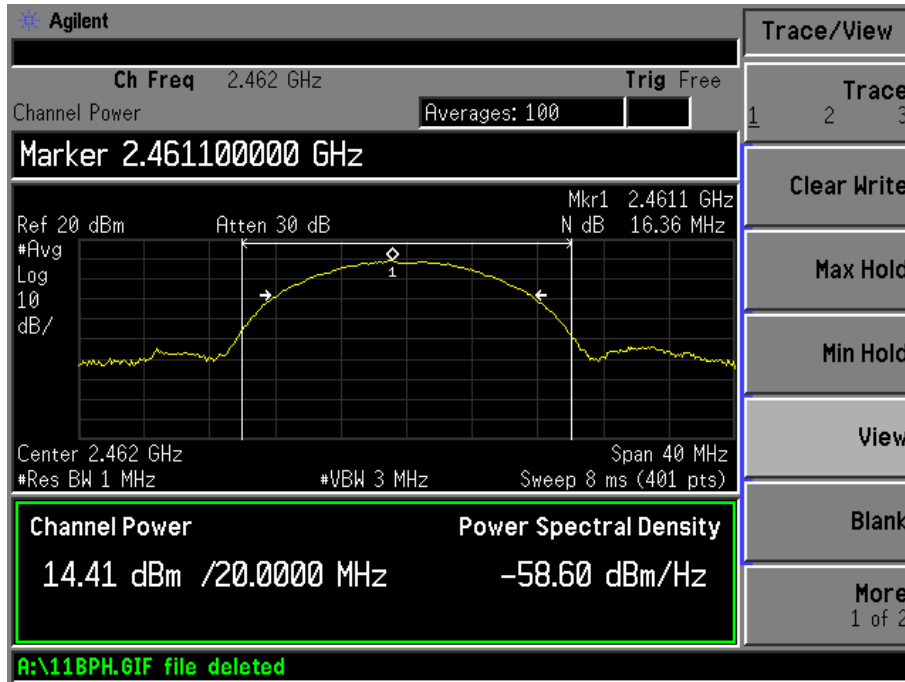 Agilent
Trace/View
Ch Freq 2.462 GHz Trig Free
Channel Power Averages: 100
Trace
1 2 3
Marker 2.461100000 GHz
Clear Write
Mkr1 2.4611 GHz
Ref 20 dBm Atten 30 dB N dB 16.36 MHz
#Avg
Log
10
dB/
1
Max Hold
Min Hold
View
Center 2.462 GHz Span 40 MHz
#Res BW 1 MHz #VBW 3 MHz Sweep 8 ms (401 pts)
Channel Power Power Spectral Density
14.41 dBm /20.0000 MHz -58.60 dBm/Hz
Blank
More
1 of 2
A:\11BPH.GIF file deleted